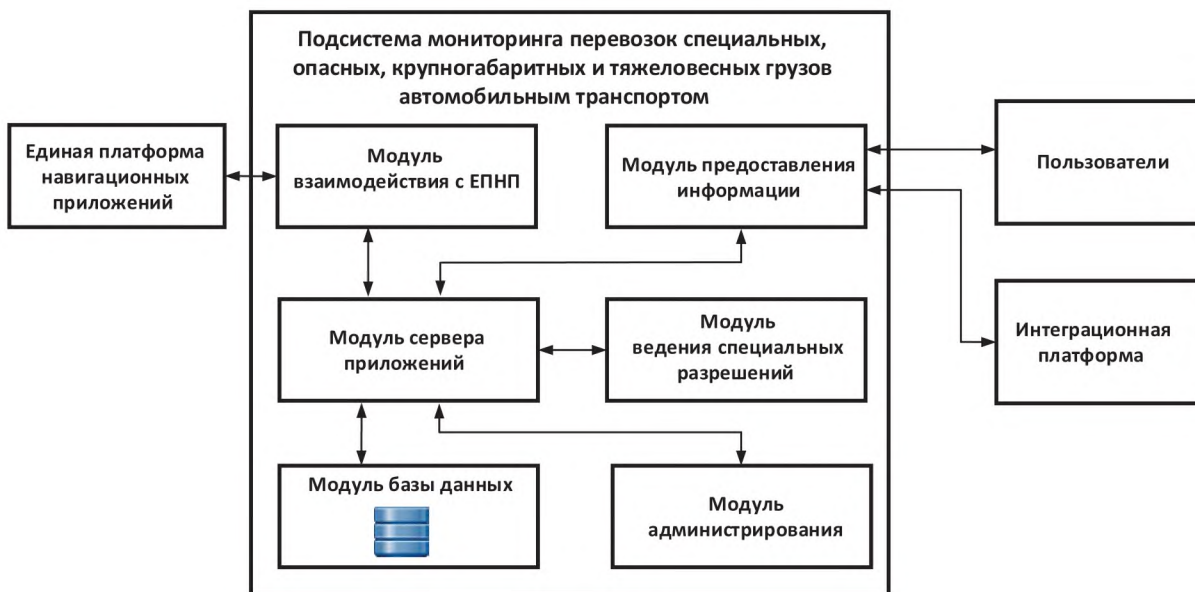 Подсистема мониторинга перевозок специальных,
опасных, крупногабаритных и тяжеловесных грузов
автомобильным транспортом
Единая платформа
навигационных
приложений
Модуль
взаимодействия с ЕПНП
Модуль предоставления
информации
Пользователи
Модуль сервера
приложений
Модуль
ведения специальных
разрешений
Интеграционная
платформа
Модуль базы данных
Модуль
администрирования